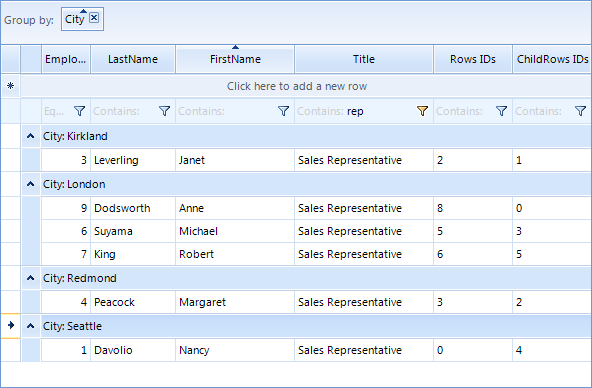 Group by: City
Emplo... LastName FirstName Title Rows IDs ChildRows IDs
Click here to add a new row
Eq... Contains: Contains: Contains: rep Contains: Contains:
City: Kirkland
3 Leverling Janet Sales Representative 2 1
City: London
9 Dodsworth Anne Sales Representative 8 0
6 Suyama Michael Sales Representative 5 3
7 King Robert Sales Representative 6 5
City: Redmond
4 Peacock Margaret Sales Representative 3 2
City: Seattle
1 Davolio Nancy Sales Representative 0 4